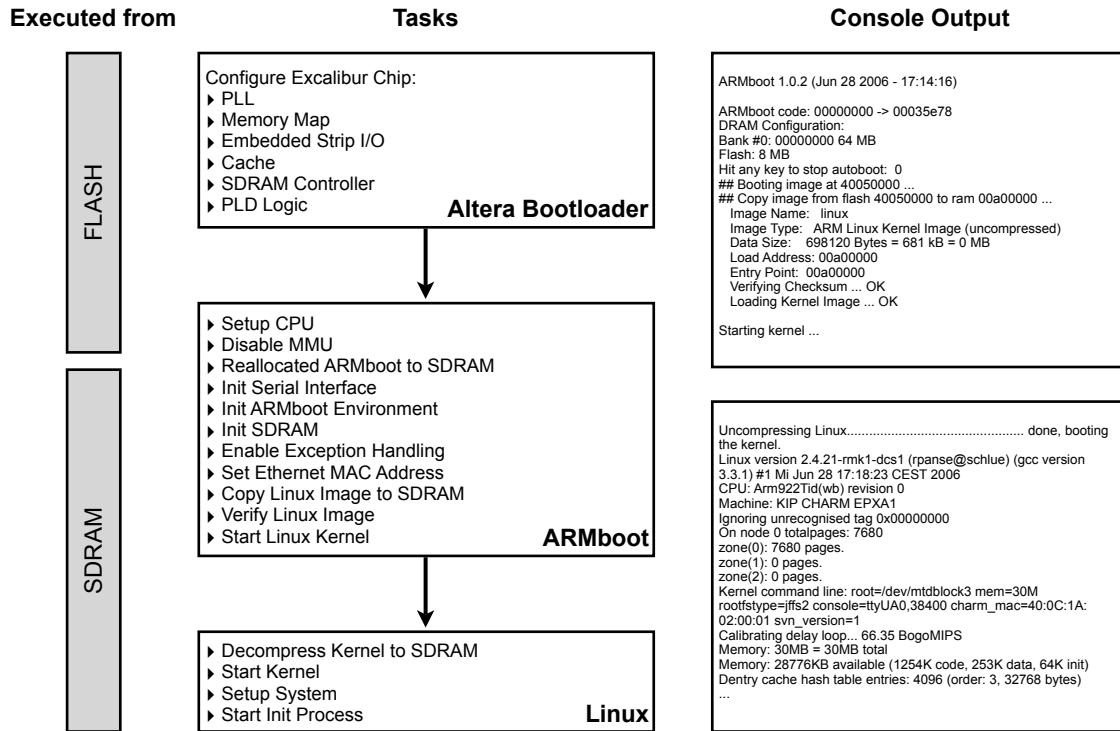 Executed from
Tasks
Console Output
FLASH
SDRAM
Configure Excalibur Chip:
PLL
Memory Map
Embedded Strip I/O
Cache
SDRAM Controller
PLD Logic
Altera Bootloader
Setup CPU
Disable MMU
Reallocated ARMboot to SDRAM
Init Serial Interface
Init ARMboot Environment
Init SDRAM
Enable Exception Handling
Set Ethernet MAC Address
Copy Linux Image to SDRAM
Verify Linux Image
Start Linux Kernel
ARMboot
Decompress Kernel to SDRAM
Start Kernel
Setup System
Start Init Process
Linux
ARMboot 1.0.2 (Jun 28 2006 - 17:14:16)
ARMboot code: 00000000 -> 00035e78
DRAM Configuration:
Bank #0: 00000000 64 MB
Flash: 8 MB
Hit any key to stop autoboot: 0
## Booting image at 40050000 ...
## Copy image from flash 40050000 to ram 00a00000 ...
Image Name: linux
Image Type: ARM Linux Kernel Image (uncompressed)
Data Size: 698120 Bytes = 681 kB = 0 MB
Load Address: 00a00000
Entry Point: 00a00000
Verifying Checksum ... OK
Loading Kernel Image ... OK
Starting kernel ...
Uncompressing Linux................................................ done, booting
the kernel.
Linux version 2.4.21-rmk1-dcs1 (rpanse@schlue) (gcc version
3.3.1) #1 Mi Jun 28 17:18:23 CEST 2006
CPU: Arm922Tid(wb) revision 0
Machine: KIP CHARM EPXA1
Ignoring unrecognised tag 0x00000000
On node 0 totalpages: 7680
zone(0): 7680 pages.
zone(1): 0 pages.
zone(2): 0 pages.
Kernel command line: root=/dev/mtdblock3 mem=30M
rootfstype=jffs2 console=ttyUA0,38400 charm_mac=40:0C:1A:
02:00:01 svn_version=1
Calibrating delay loop... 66.35 BogoMIPS
Memory: 30MB = 30MB total
Memory: 28776KB available (1254K code, 253K data, 64K init)
Dentry cache hash table entries: 4096 (order: 3, 32768 bytes)
...